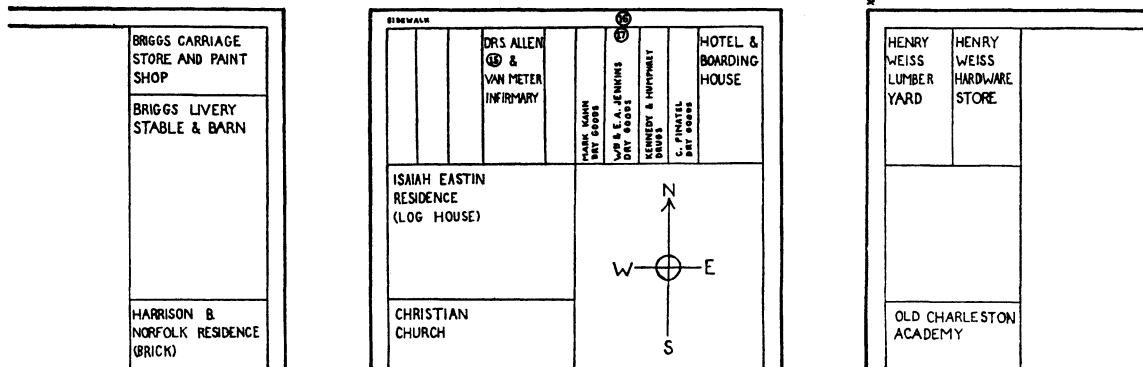 BRIGGS CARRIAGE
STORE AND PAINT
SHOP
BRIGGS LIVERY
STABLE & BARN
HARRISON B.
NORFOLK RESIDENCE
(BRICK)
SIDEWALK
16
17
DRS. ALLEN
15 &
VAN METER
INFIRMARY
MARK KAHN
DRY GOODS
WB & E.A. JENKINS
DRY GOODS
KENNEDY & HUMPHREY
DRUGS
C. PINATEL
DRY GOODS
HOTEL &
BOARDING
HOUSE
ISAIAH EASTIN
RESIDENCE
(LOG HOUSE)
CHRISTIAN
CHURCH
N
W E
S
HENRY
WEISS
LUMBER
YARD
HENRY
WEISS
HARDWARE
STORE
OLD CHARLESTON
ACADEMY